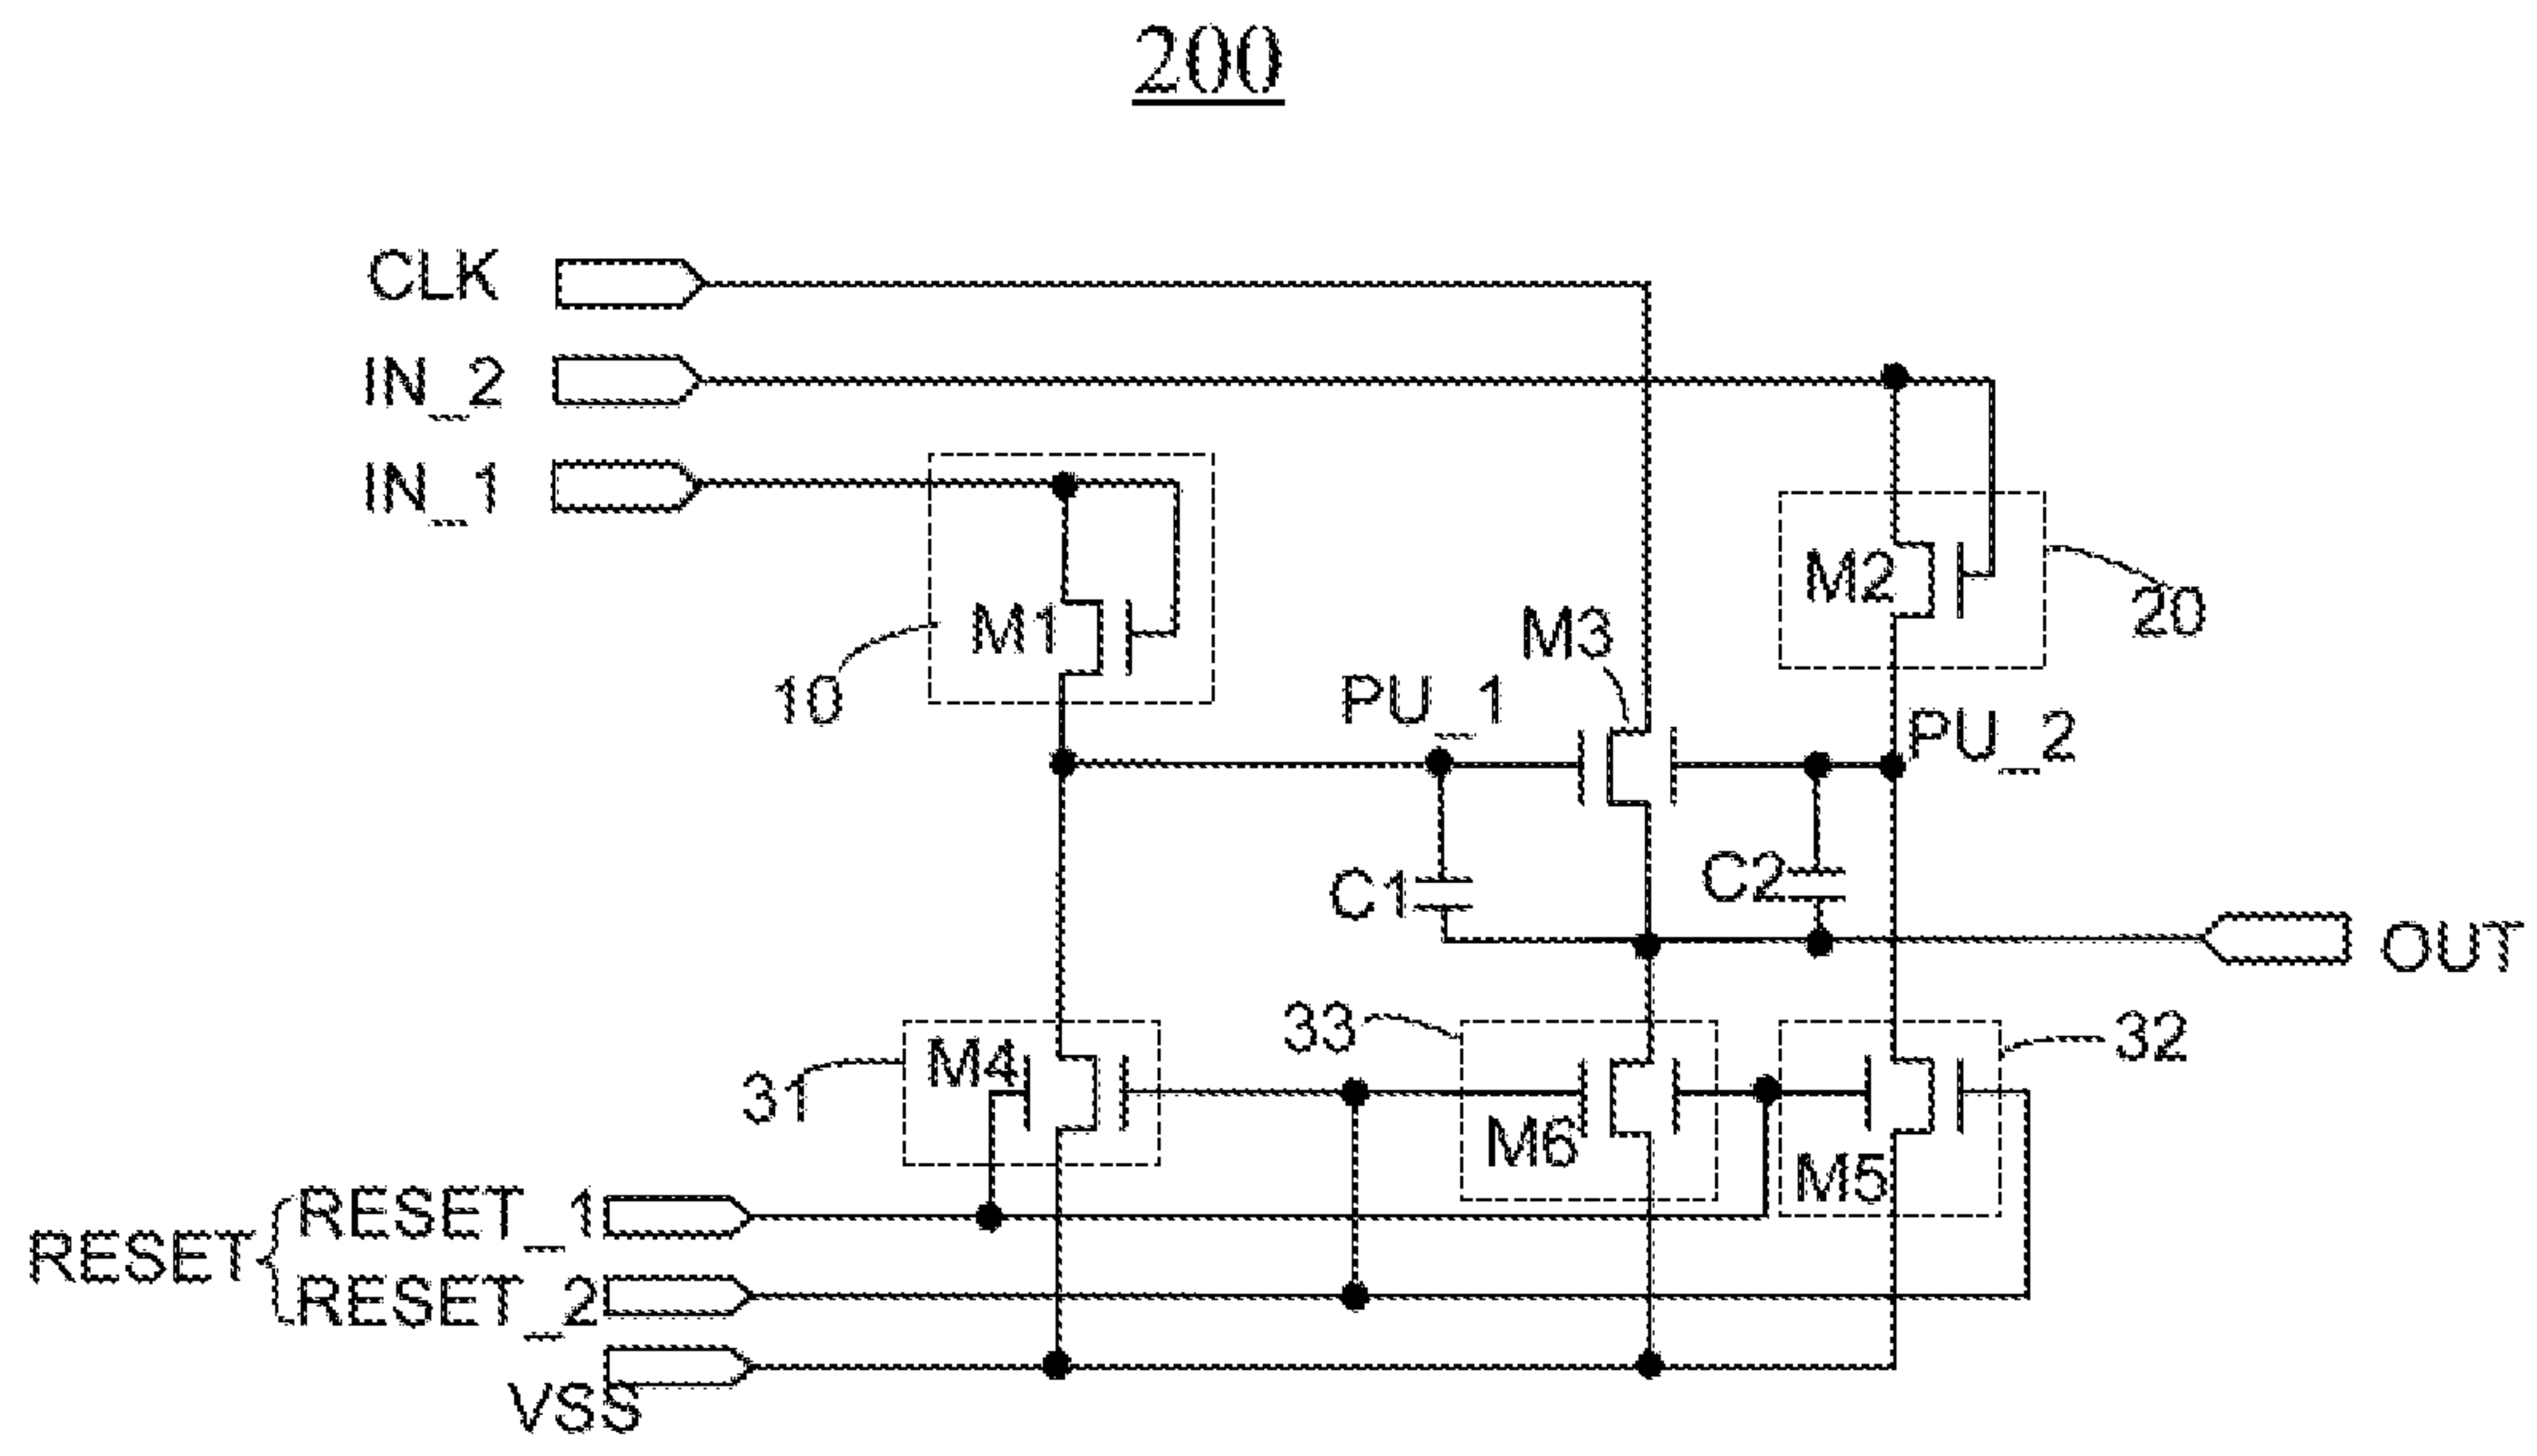 200
CLK
IN_2
IN_1
M1
M2
20
M3
10
PU_1
PU_2
C1
C2
OUT
M4
33
32
31
M6
M5
RESET_1
RESET
RESET_2
VSS